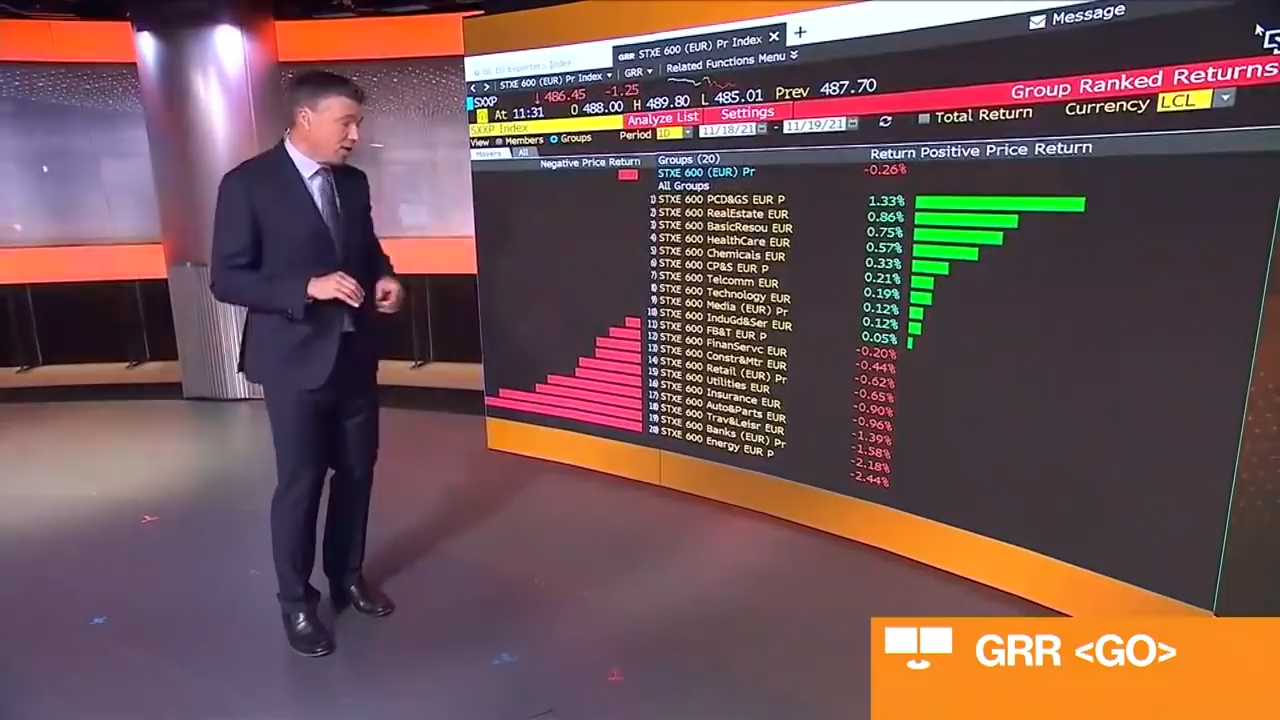 Message
GRR STXE 600 (EUR) Pr Index × +
< > STXE 600 (EUR) Pr Index GRR Related Functions Menu
SXXP ↓486.45 -1.25
At 11:31 O 488.00 H 489.80 L 485.01 Prev 487.70
SXXP Index Analyze List Settings Group Ranked Returns
View Members Groups Period 1D 11/18/21 - 11/19/21 Total Return Currency LCL
Movers All
Negative Price Return Groups (20) Return Positive Price Return
STXE 600 (EUR) Pr -0.26%
All Groups
1) STXE 600 PCD&GS EUR P 1.33%
2) STXE 600 RealEstate EUR 0.86%
3) STXE 600 BasicResou EUR 0.75%
4) STXE 600 HealthCare EUR 0.57%
5) STXE 600 Chemicals EUR 0.33%
6) STXE 600 CP&S EUR P 0.21%
7) STXE 600 Telcomm EUR 0.19%
8) STXE 600 Technology EUR 0.12%
9) STXE 600 Media (EUR) Pr 0.12%
10) STXE 600 InduGd&Ser EUR 0.05%
11) STXE 600 FB&T EUR P -0.20%
12) STXE 600 FinanServc EUR -0.44%
13) STXE 600 Constr&Mtr EUR -0.62%
14) STXE 600 Retail (EUR) Pr -0.65%
15) STXE 600 Utilities EUR -0.90%
16) STXE 600 Insurance EUR -0.96%
17) STXE 600 Auto&Parts EUR -1.39%
18) STXE 600 Trav&Leisr EUR -1.58%
19) STXE 600 Banks (EUR) Pr -2.18%
20) STXE 600 Energy EUR P -2.44%
GRR <GO>